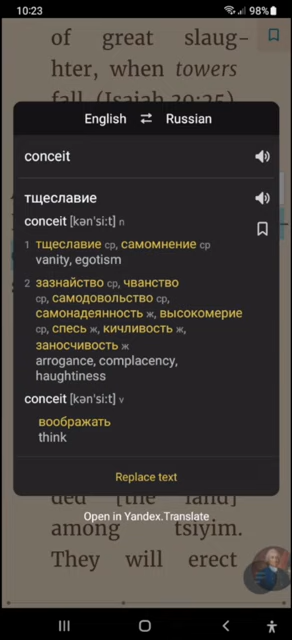 10:23
98%
of great slaug-
hter, when towers
fall (Isaiah 30:25)
English
Russian
conceit
тщеславие
conceit [kən'si:t] n
1 тщеславие ср, самомнение ср
vanity, egotism
2 зазнайство ср, чванство
ср, самодовольство ср,
самонадеянность ж, высокомерие
ср, спесь ж, кичливость ж,
заносчивость ж
arrogance, complacency,
haughtiness
conceit [kən'si:t] v
воображать
think
Replace text
ded [the land]
Open in Yandex.Translate
among tsiyim.
They will erect